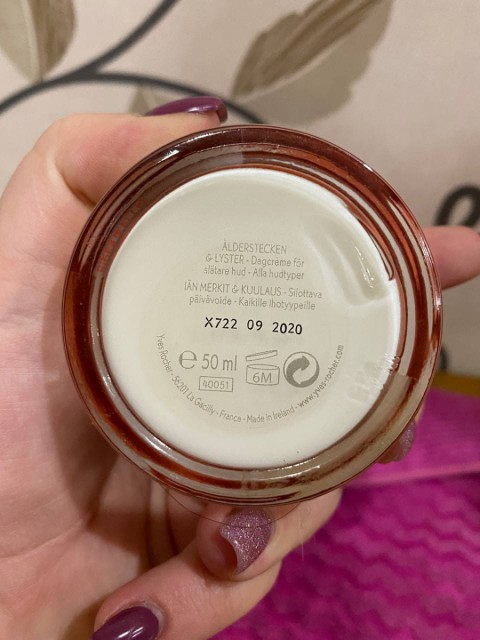 ÅLDERSTECKEN
& LYSTER - Dagcrème för
slätare hud - Alla hudtyper
IÄN MERKIT & KUULAUS - Silottava
päivävoide - Kaikille ihotyypeille
X722 09 2020
e 50 ml
6M
40051
Yves Rocher - 56201 La Gacilly - France - Made in Ireland - www.yves-rocher.com